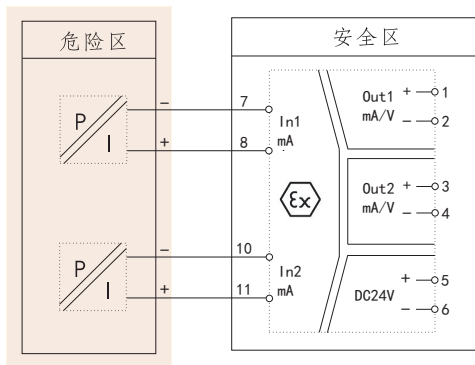 危险区
安全区
P
I
−
7
+
8
In1
mA
Out1
mA/V
+
1
−
2
Ex
Out2
mA/V
+
3
−
4
P
I
−
10
+
11
In2
mA
DC24V
+
5
−
6